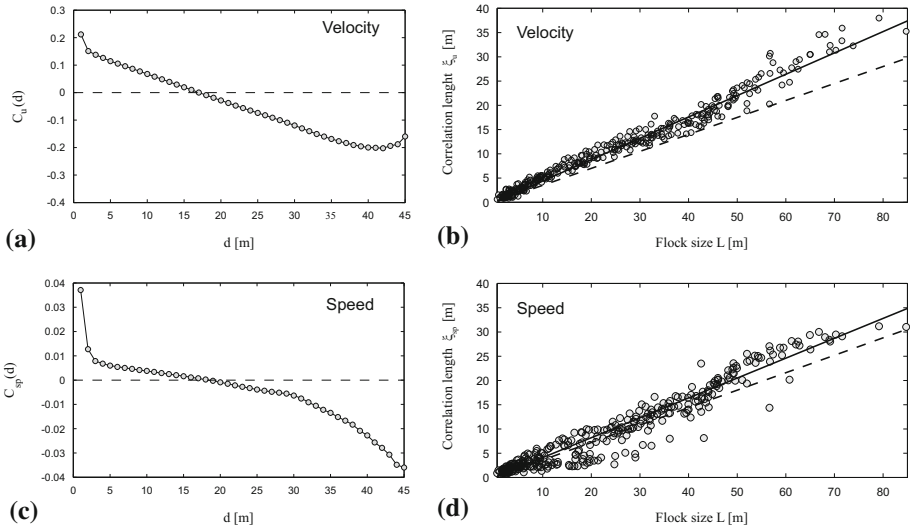 0.3
0.2
0.1
0
-0.1
-0.2
-0.3
-0.4
0 5 10 15 20 25 30 35 40 45
C_u(d)
d [m]
Velocity
(a)
40
35
30
25
20
15
10
5
0
10 20 30 40 50 60 70 80
Correlation lenght ξ_u [m]
Flock size L [m]
Velocity
(b)
0.04
0.03
0.02
0.01
0
-0.01
-0.02
-0.03
-0.04
0 5 10 15 20 25 30 35 40 45
C_sp(d)
d [m]
Speed
(c)
40
35
30
25
20
15
10
5
0
10 20 30 40 50 60 70 80
Correlation length ξ_sp [m]
Flock size L [m]
Speed
(d)